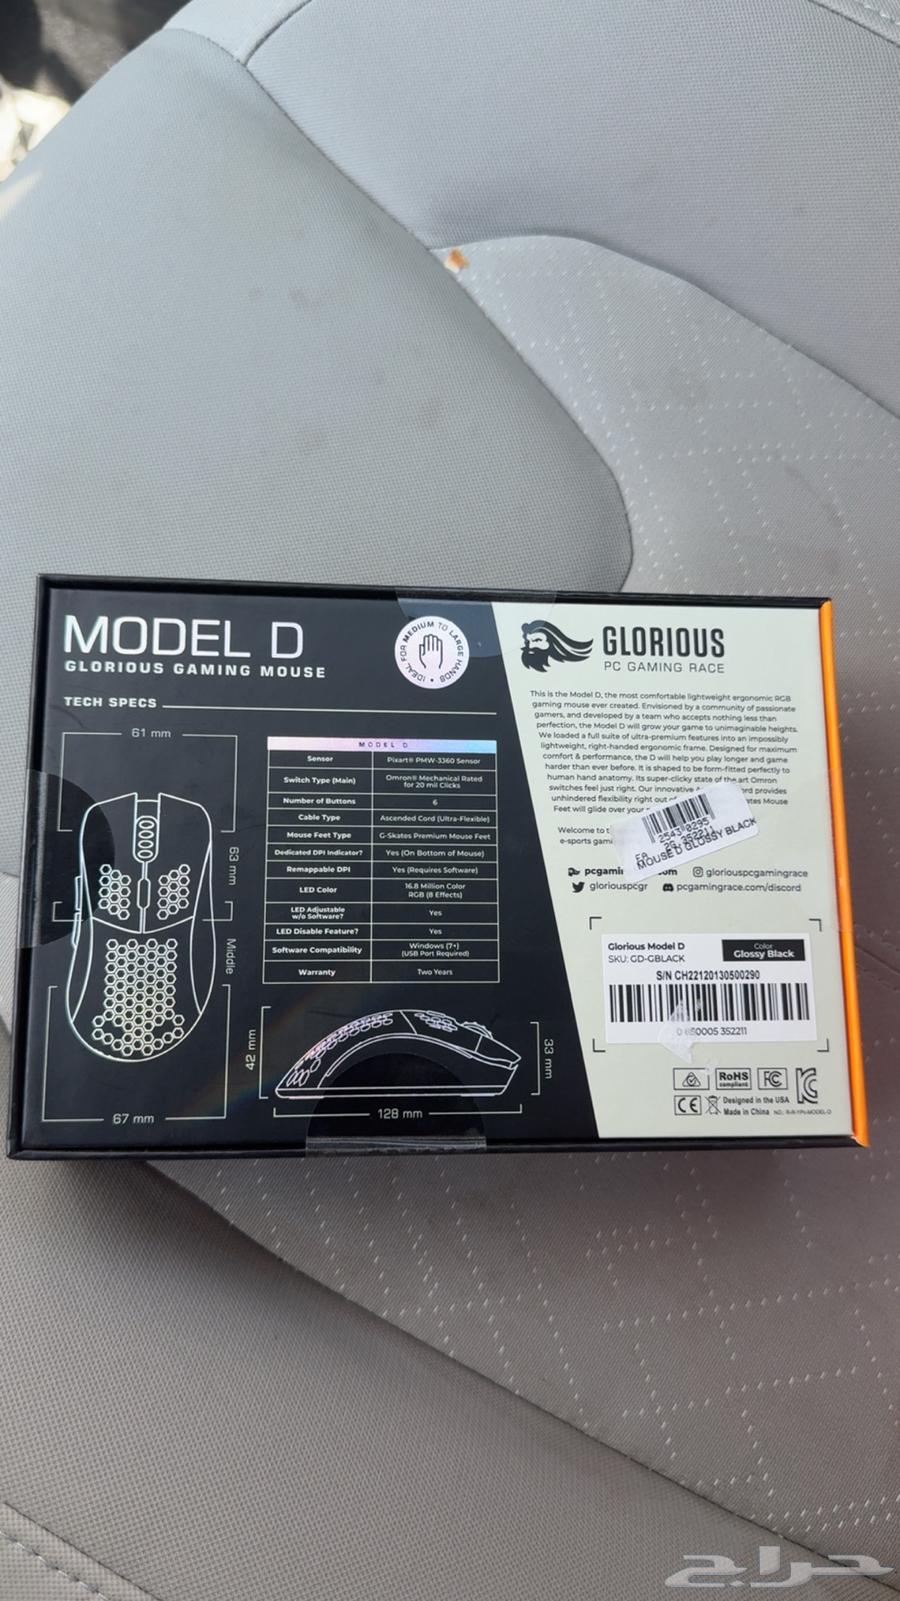 MODEL D
GLORIOUS GAMING MOUSE
IDEAL FOR MEDIUM TO LARGE HANDS
TECH SPECS
61 mm
63 mm
Middle
67 mm
MODEL D
Sensor Pixart® PMW-3360 Sensor
Switch Type (Main) Omron® Mechanical Rated
for 20 mil Clicks
Number of Buttons 6
Cable Type Ascended Cord (Ultra-Flexible)
Mouse Feet Type G-Skates Premium Mouse Feet
Dedicated DPI Indicator? Yes (On Bottom of Mouse)
Remappable DPI Yes (Requires Software)
LED Color 16.8 Million Color
RGB (8 Effects)
LED Adjustable
w/o Software? Yes
LED Disable Feature? Yes
Software Compatibility Windows (7+)
(USB Port Required)
Warranty Two Years
42 mm
33 mm
128 mm
GLORIOUS
PC GAMING RACE
This is the Model D, the most comfortable lightweight ergonomic RGB
gaming mouse ever created. Envisioned by a community of passionate
gamers, and developed by a team who accepts nothing less than
perfection, the Model D will grow your game to unimaginable heights.
We loaded a full suite of ultra-premium features into an impossibly
lightweight, right-handed ergonomic frame. Designed for maximum
comfort & performance, the D will help you play longer and game
harder than ever before. It is shaped to be form-fitted perfectly to
human hand anatomy. Its super-clicky state of the art Omron
switches feel just right. Our innovative provides
unhindered flexibility right out Mouse
Feet will glide over your
Welcome to
e-sports
MOUSE D GLOSSY BLACK
gloriouspcgamingrace
gloriouspcgr
pcgamingrace.com/discord
Glorious Model D
SKU: GD-GBLACK
Color
Glossy Black
S/N CH22120130500290
0 850005 352211
RoHS
compliant
FC
CE
Designed in the USA
Made in China
حراج